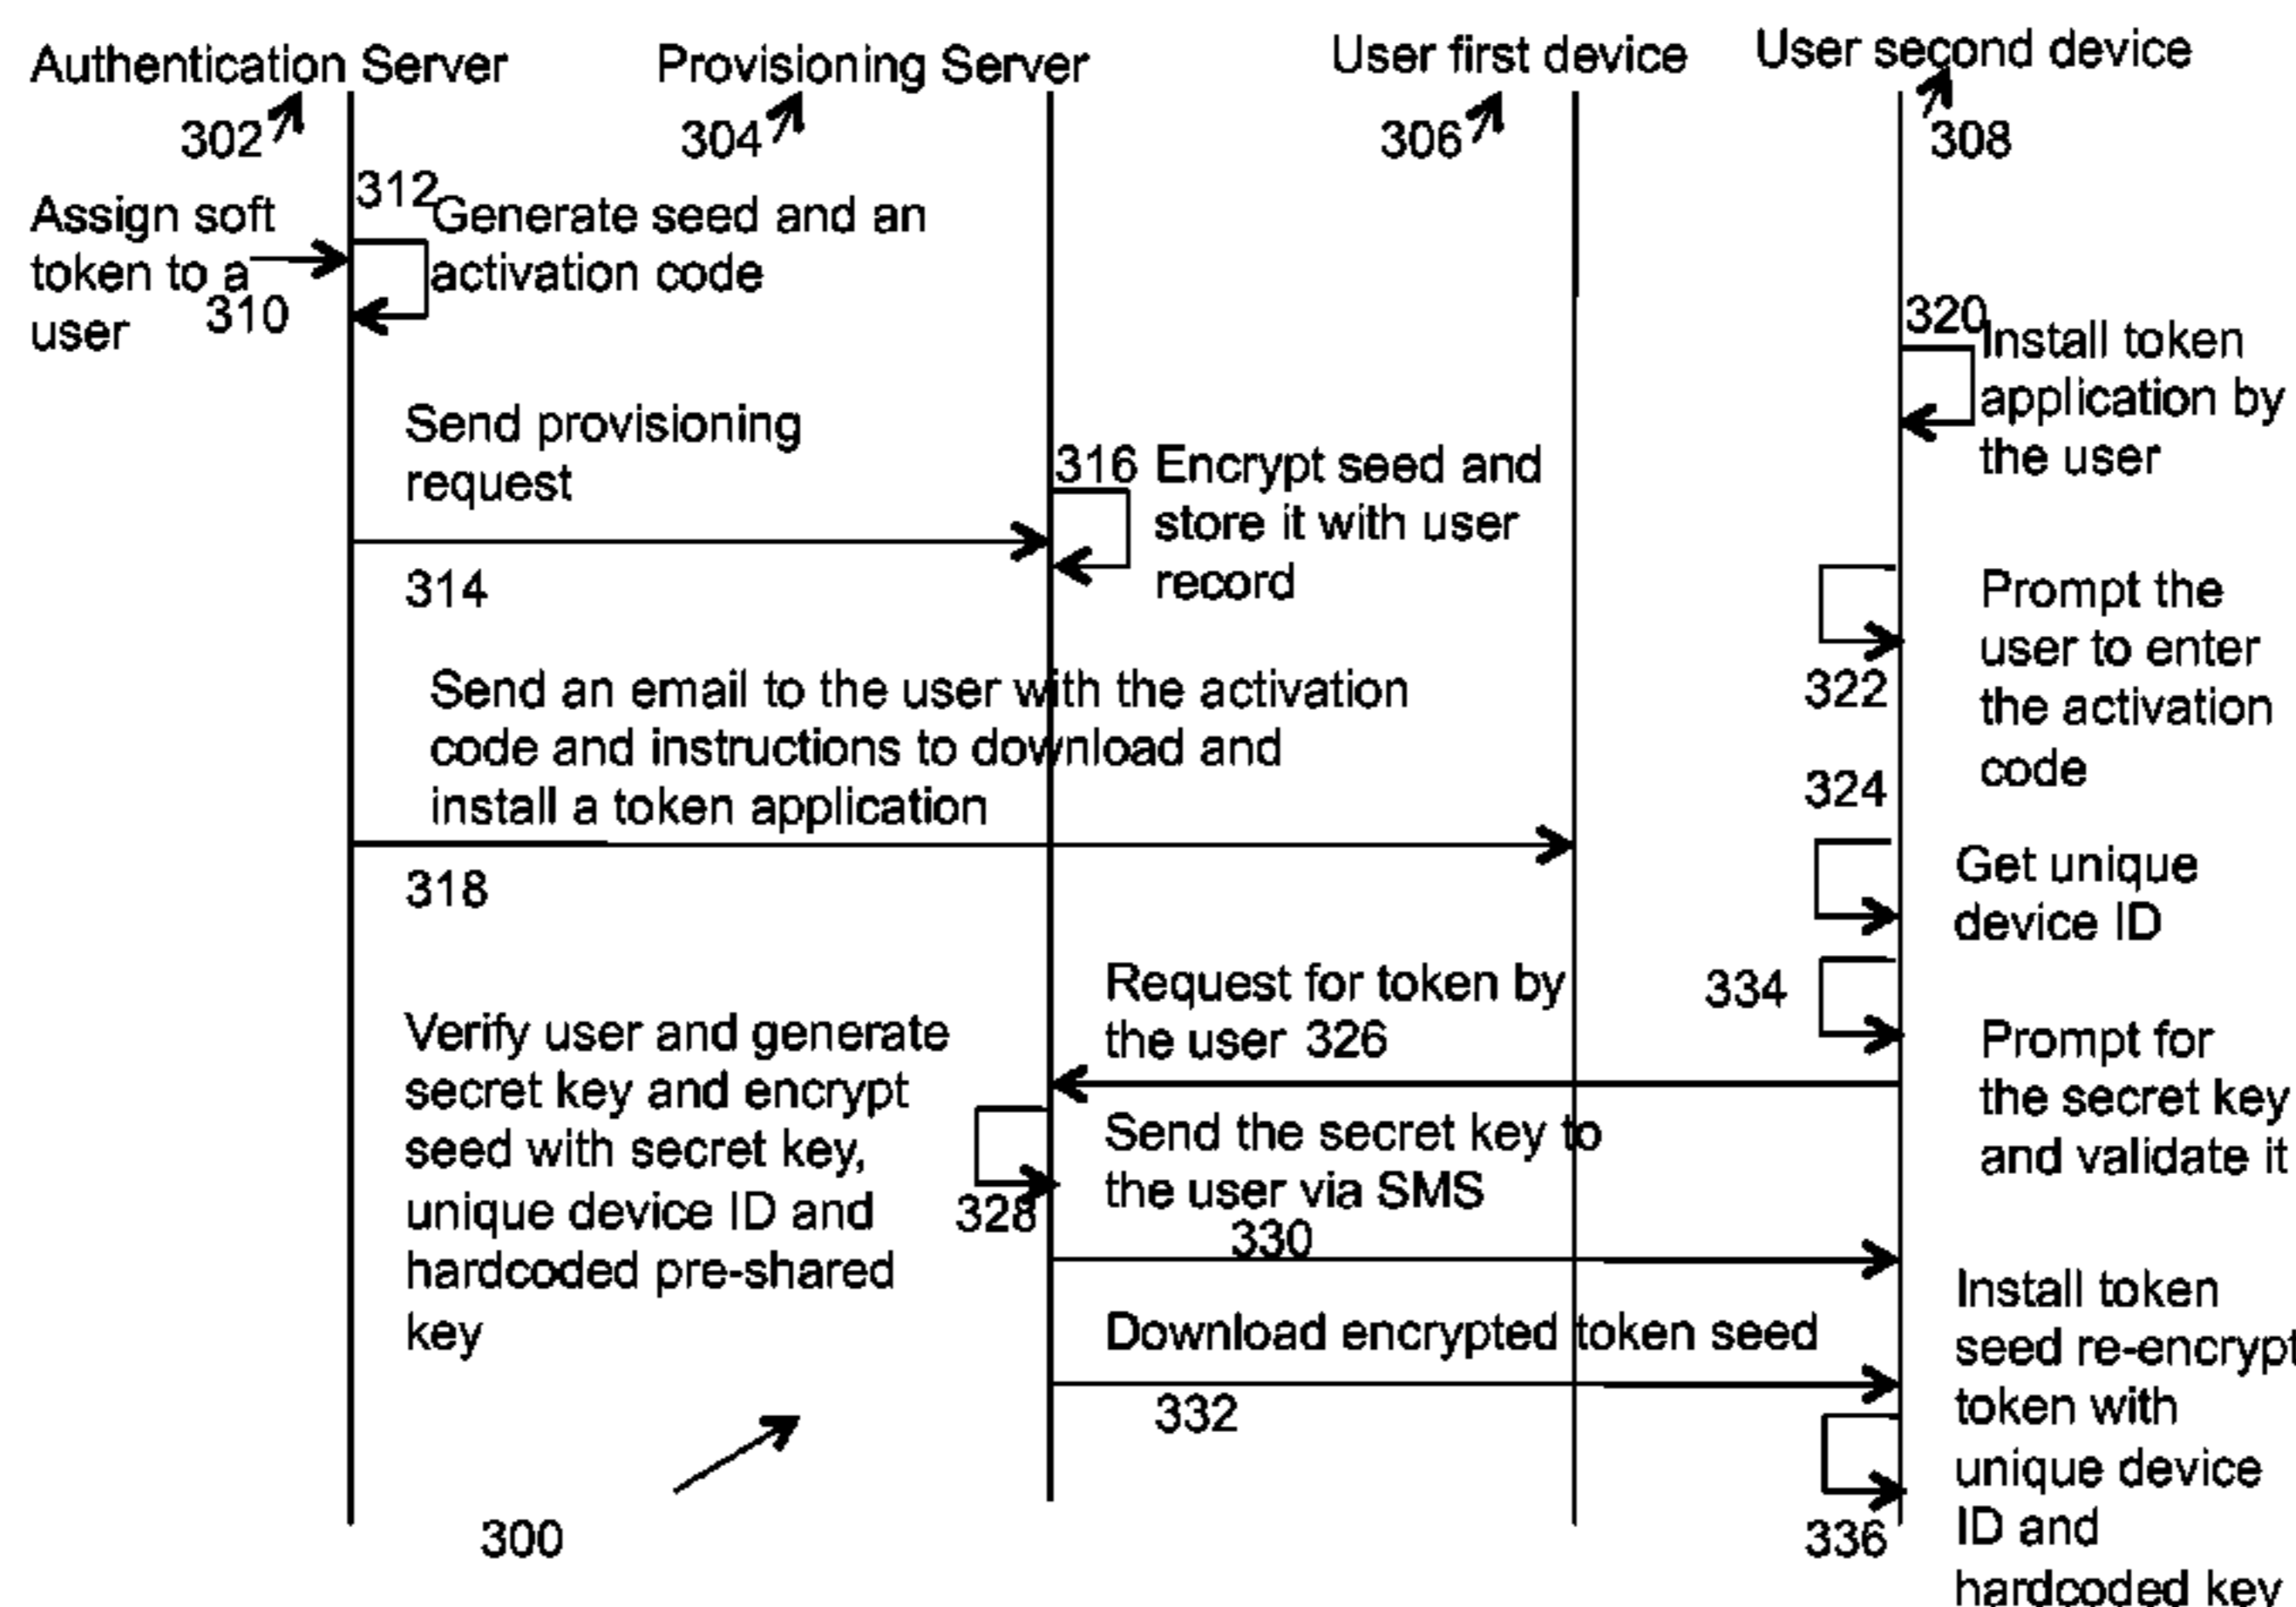 Authentication Server
Provisioning Server
User first device
User second device
302
304
306
308
312
Assign soft
token to a
user
310
Generate seed and an
activation code
320
Install token
application by
the user
Send provisioning
request
314
316
Encrypt seed and
store it with user
record
Prompt the
user to enter
the activation
code
322
Send an email to the user with the activation
code and instructions to download and
install a token application
318
324
Get unique
device ID
Request for token by
the user 326
334
Prompt for
the secret key
and validate it
Verify user and generate
secret key and encrypt
seed with secret key,
unique device ID and
hardcoded pre-shared
key
328
Send the secret key to
the user via SMS
330
Download encrypted token seed
332
Install token
seed re-encrypt
token with
unique device
ID and
hardcoded key
336
300